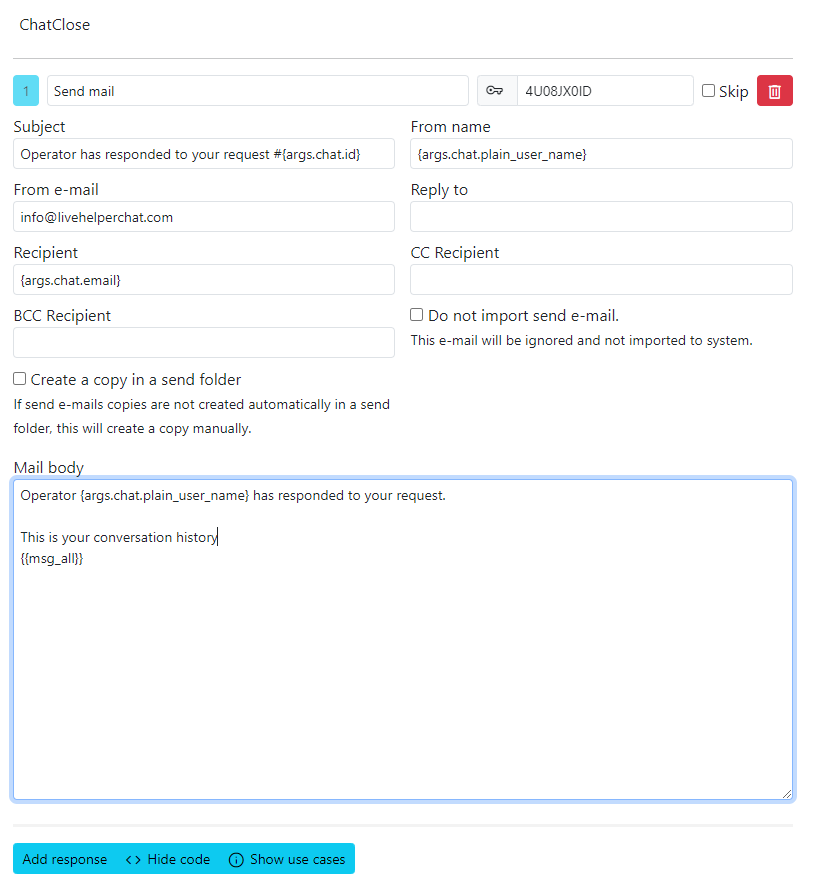 ChatClose
1 Send mail 4U08JX0ID Skip
Subject From name
Operator has responded to your request #{args.chat.id} {args.chat.plain_user_name}
From e-mail Reply to
info@livehelperchat.com
Recipient CC Recipient
{args.chat.email}
BCC Recipient Do not import send e-mail.
This e-mail will be ignored and not imported to system.
Create a copy in a send folder
If send e-mails copies are not created automatically in a send
folder, this will create a copy manually.
Mail body
Operator {args.chat.plain_user_name} has responded to your request.
This is your conversation history
{{msg_all}}
Add response <> Hide code Show use cases